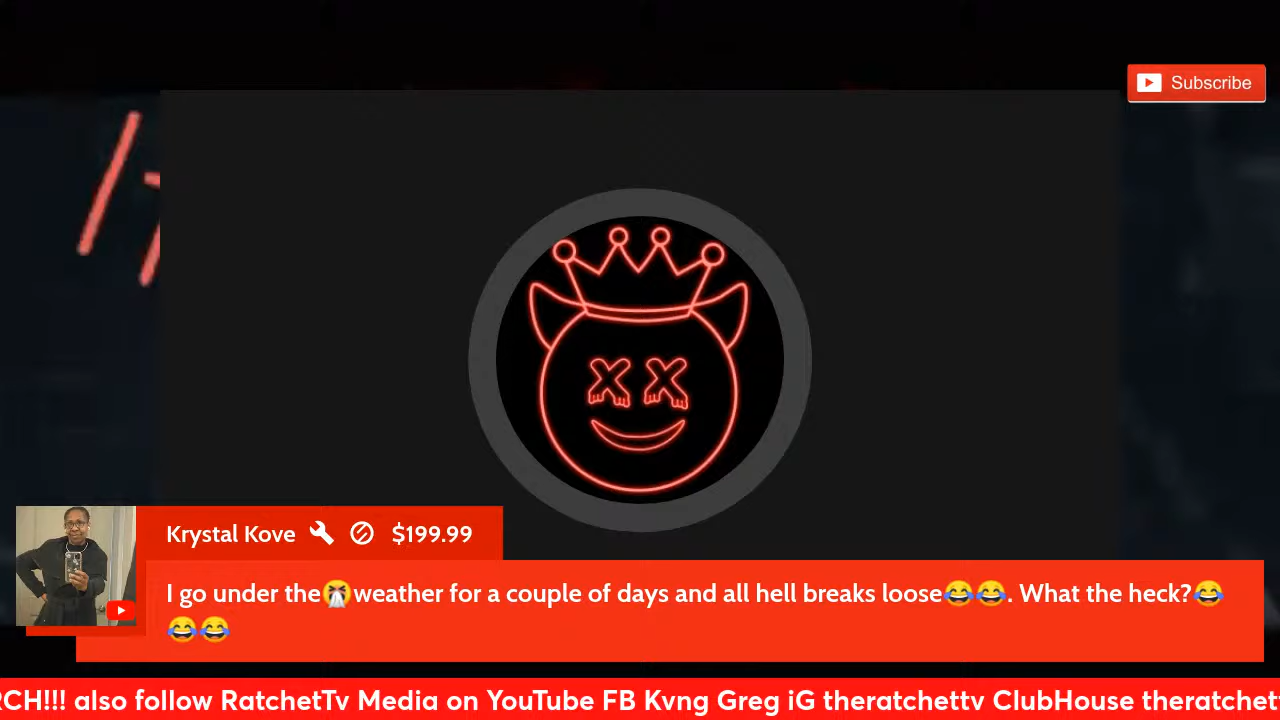 Subscribe
Krystal Kove $199.99
I go under the🤧weather for a couple of days and all hell breaks loose😂😂. What the heck?😂
😂😂
RCH!!! also follow RatchetTv Media on YouTube FB Kvng Greg iG theratchettv ClubHouse theratchet